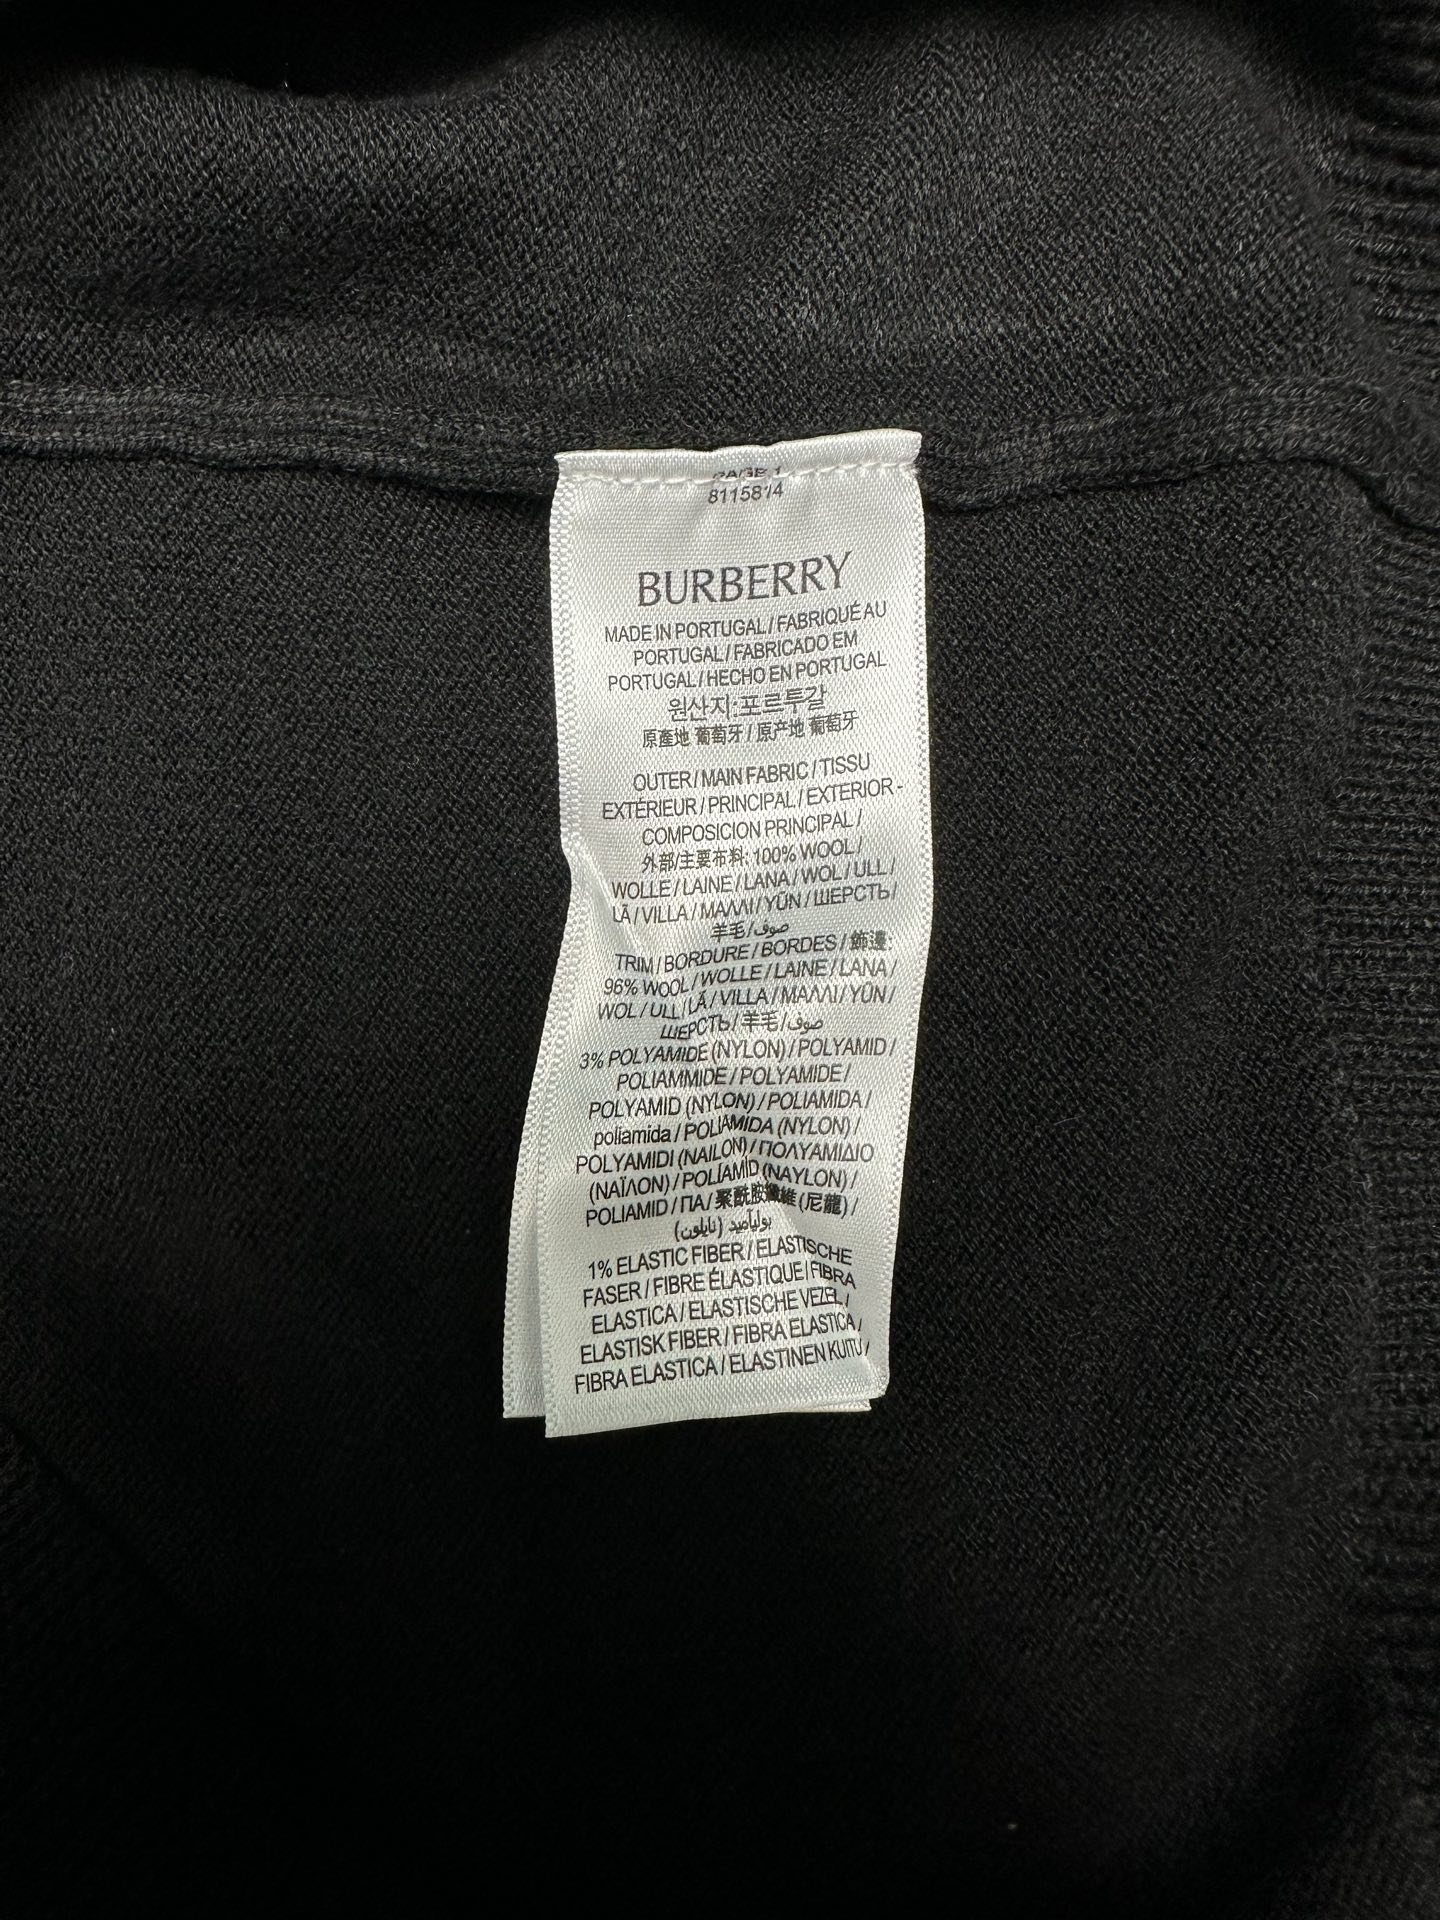 PAGE 1
8115814
BURBERRY
MADE IN PORTUGAL / FABRIQUÉ AU
PORTUGAL / FABRICADO EM
PORTUGAL / HECHO EN PORTUGAL
원산지:포르투갈
原產地 葡萄牙 / 原产地 葡萄牙
OUTER / MAIN FABRIC / TISSU
EXTÉRIEUR / PRINCIPAL / EXTERIOR -
COMPOSICION PRINCIPAL /
外部/主要布料: 100% WOOL /
WOLLE / LAINE / LANA / WOL / ULL /
LÃ / VILLA / ΜΑΛΛΙ / YÜN / ШЕРСТЬ /
羊毛 / صوف
TRIM / BORDURE / BORDES / 飾邊:
96% WOOL / WOLLE / LAINE / LANA /
WOL / ULL / LÃ / VILLA / ΜΑΛΛΙ / YÜN /
ШЕРСТЬ / 羊毛 / صوف
3% POLYAMIDE (NYLON) / POLYAMID /
POLIAMMIDE / POLYAMIDE /
POLYAMID (NYLON) / POLIAMIDA /
poliamida / POLIAMIDA (NYLON) /
POLYAMIDI (NAILON) / ΠΟΛΥΑΜΙΔΙΟ
(ΝΑΪΛΟΝ) / POLİAMİD (NAYLON) /
POLIAMID / ПА / 聚酰胺纖維 (尼龍) /
بولیآمید (نایلون)
1% ELASTIC FIBER / ELASTISCHE
FASER / FIBRE ÉLASTIQUE / FIBRA
ELASTICA / ELASTISCHE VEZEL /
ELASTISK FIBER / FIBRA ELASTICA /
FIBRA ELASTICA / ELASTINEN KUITU /